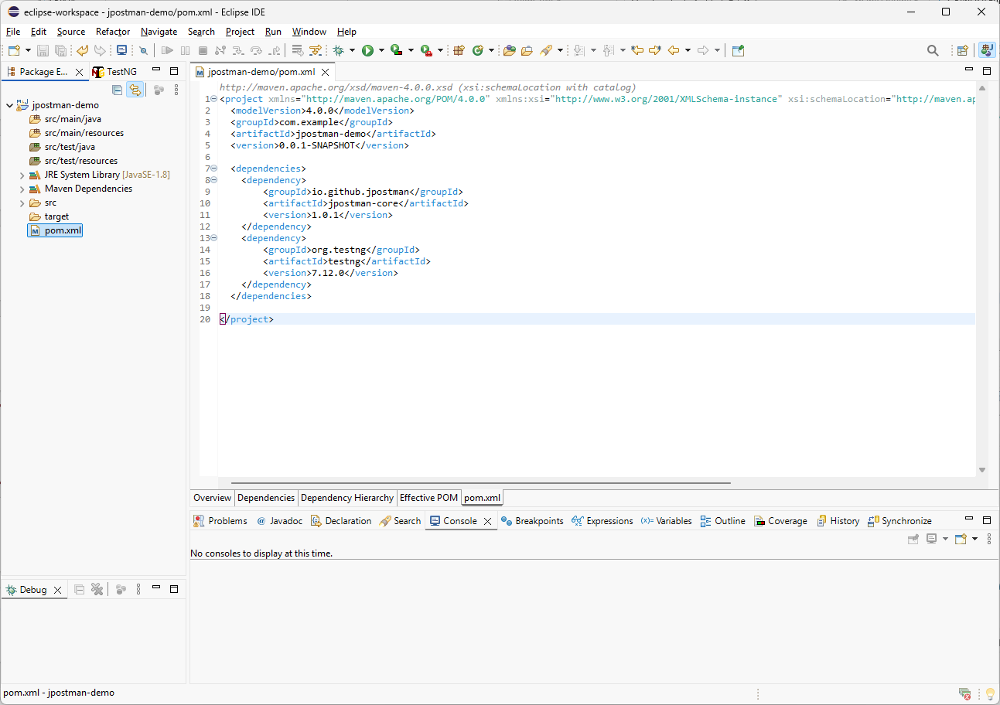 eclipse-workspace - jpostman-demo/pom.xml - Eclipse IDE
File Edit Source Refactor Navigate Search Project Run Window Help
Package E... TestNG
jpostman-demo
src/main/java
src/main/resources
src/test/java
src/test/resources
JRE System Library [JavaSE-1.8]
Maven Dependencies
src
target
pom.xml
jpostman-demo/pom.xml
http://maven.apache.org/xsd/maven-4.0.0.xsd (xsi:schemaLocation with catalog)
1 <project xmlns="http://maven.apache.org/POM/4.0.0" xmlns:xsi="http://www.w3.org/2001/XMLSchema-instance" xsi:schemaLocation="http://maven.ap
2 <modelVersion>4.0.0</modelVersion>
3 <groupId>com.example</groupId>
4 <artifactId>jpostman-demo</artifactId>
5 <version>0.0.1-SNAPSHOT</version>
6
7 <dependencies>
8 <dependency>
9 <groupId>io.github.jpostman</groupId>
10 <artifactId>jpostman-core</artifactId>
11 <version>1.0.1</version>
12 </dependency>
13 <dependency>
14 <groupId>org.testng</groupId>
15 <artifactId>testng</artifactId>
16 <version>7.12.0</version>
17 </dependency>
18 </dependencies>
19
20 </project>
Overview Dependencies Dependency Hierarchy Effective POM pom.xml
Problems Javadoc Declaration Search Console Breakpoints Expressions Variables Outline Coverage History Synchronize
No consoles to display at this time.
Debug
pom.xml - jpostman-demo